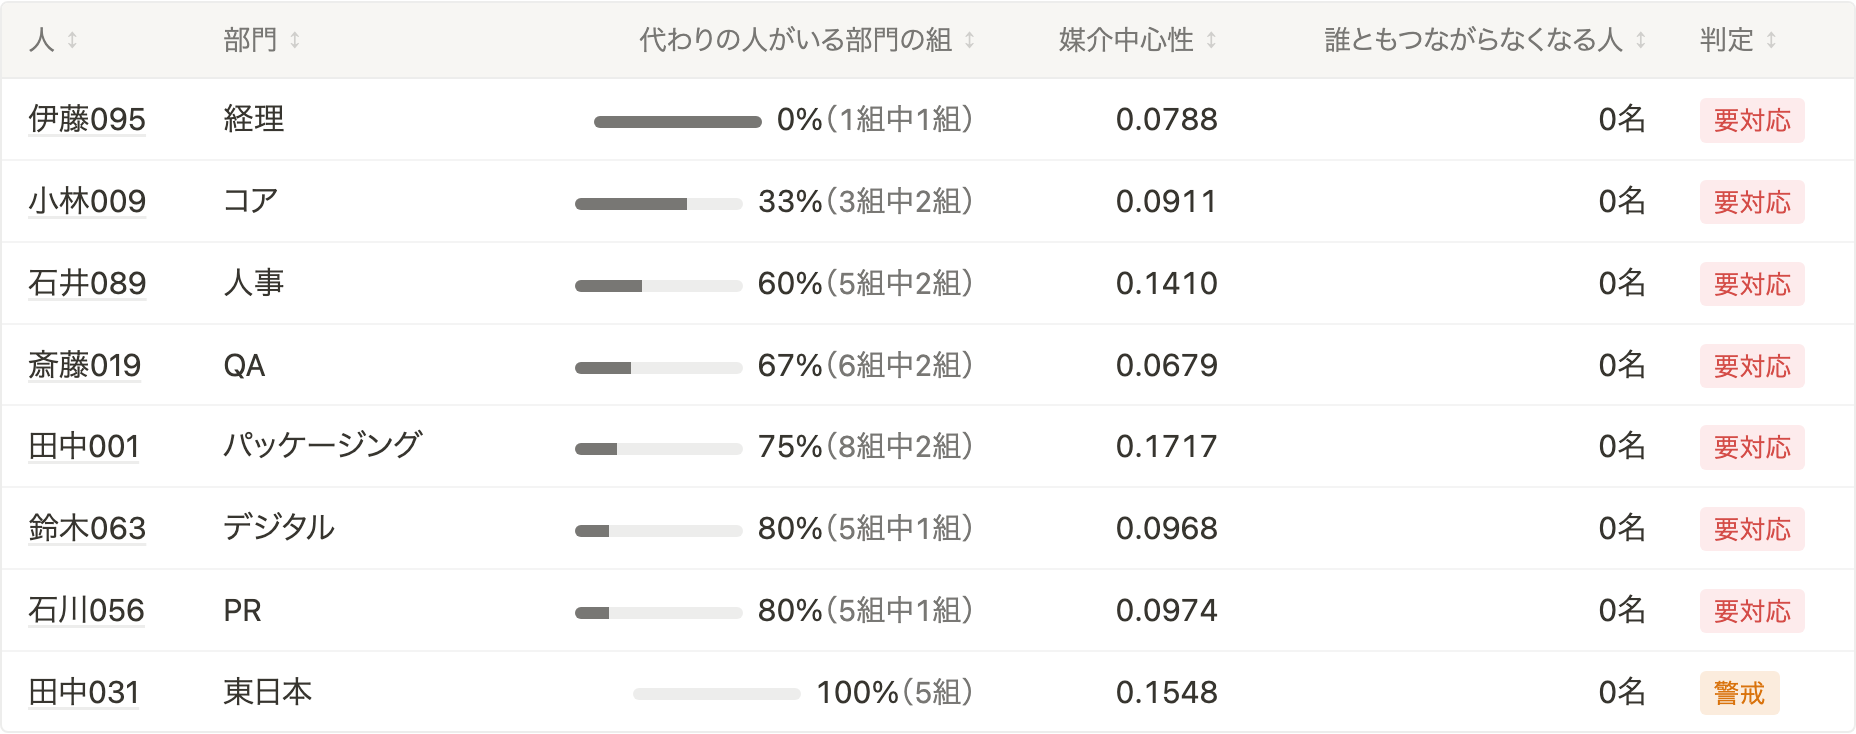 人 ↕ 部門 ↕ 代わりの人がいる部門の組 ↕ 媒介中心性 ↕ 誰ともつながらなくなる人 ↕ 判定 ↕
伊藤095 経理 0%(1組中1組) 0.0788 0名 要対応
小林009 コア 33%(3組中2組) 0.0911 0名 要対応
石井089 人事 60%(5組中2組) 0.1410 0名 要対応
斎藤019 QA 67%(6組中2組) 0.0679 0名 要対応
田中001 パッケージング 75%(8組中2組) 0.1717 0名 要対応
鈴木063 デジタル 80%(5組中1組) 0.0968 0名 要対応
石川056 PR 80%(5組中1組) 0.0974 0名 要対応
田中031 東日本 100%(5組) 0.1548 0名 警戒